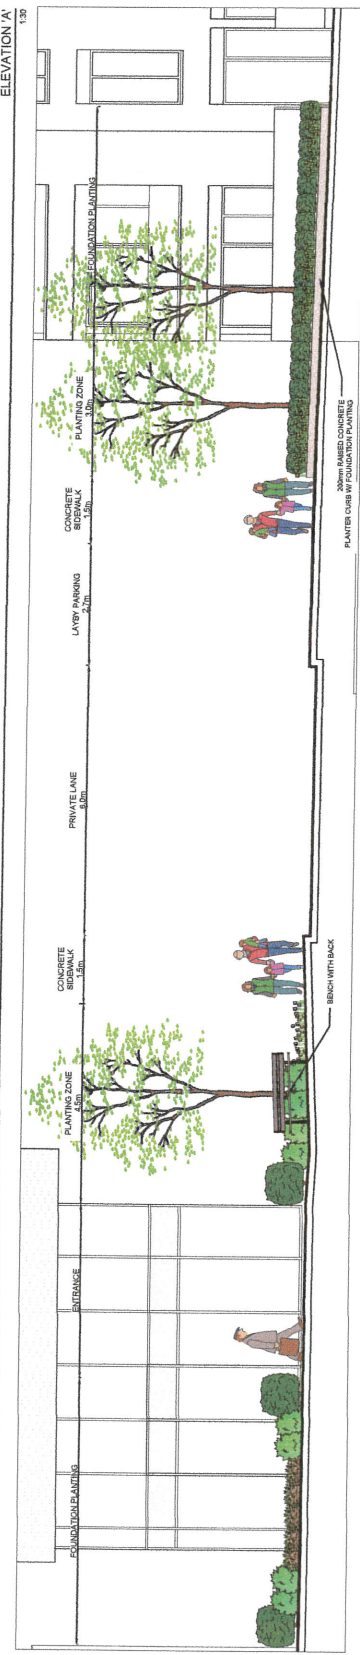 ELEVATION 'A'
1:30
FOUNDATION PLANTING
ENTRANCE
PLANTING ZONE
4.5m
CONCRETE
SIDEWALK
1.5m
PRIVATE LANE
6.0m
LAYBY PARKING
2.7m
CONCRETE
SIDEWALK
1.5m
PLANTING ZONE
3.0m
FOUNDATION PLANTING
BENCH WITH BACK
200mm RAISED CONCRETE
PLANTER CURB W/ FOUNDATION PLANTING